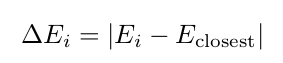 ΔE_i = |E_i − E_closest|